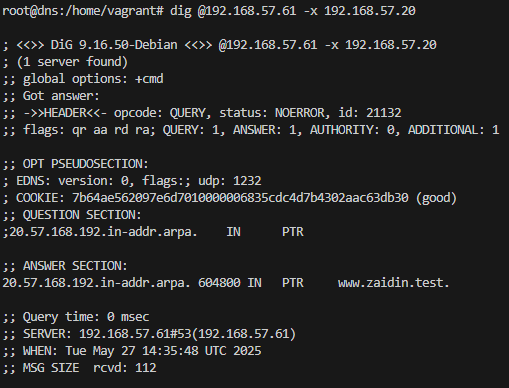 root@dns:/home/vagrant# dig @192.168.57.61 -x 192.168.57.20
; <<>> DiG 9.16.50-Debian <<>> @192.168.57.61 -x 192.168.57.20
; (1 server found)
;; global options: +cmd
;; Got answer:
;; ->>HEADER<<- opcode: QUERY, status: NOERROR, id: 21132
;; flags: qr aa rd ra; QUERY: 1, ANSWER: 1, AUTHORITY: 0, ADDITIONAL: 1
;; OPT PSEUDOSECTION:
; EDNS: version: 0, flags:; udp: 1232
; COOKIE: 7b64ae562097e6d7010000006835cdc4d7b4302aac63db30 (good)
;; QUESTION SECTION:
;20.57.168.192.in-addr.arpa. IN PTR
;; ANSWER SECTION:
20.57.168.192.in-addr.arpa. 604800 IN PTR www.zaidin.test.
;; Query time: 0 msec
;; SERVER: 192.168.57.61#53(192.168.57.61)
;; WHEN: Tue May 27 14:35:48 UTC 2025
;; MSG SIZE rcvd: 112